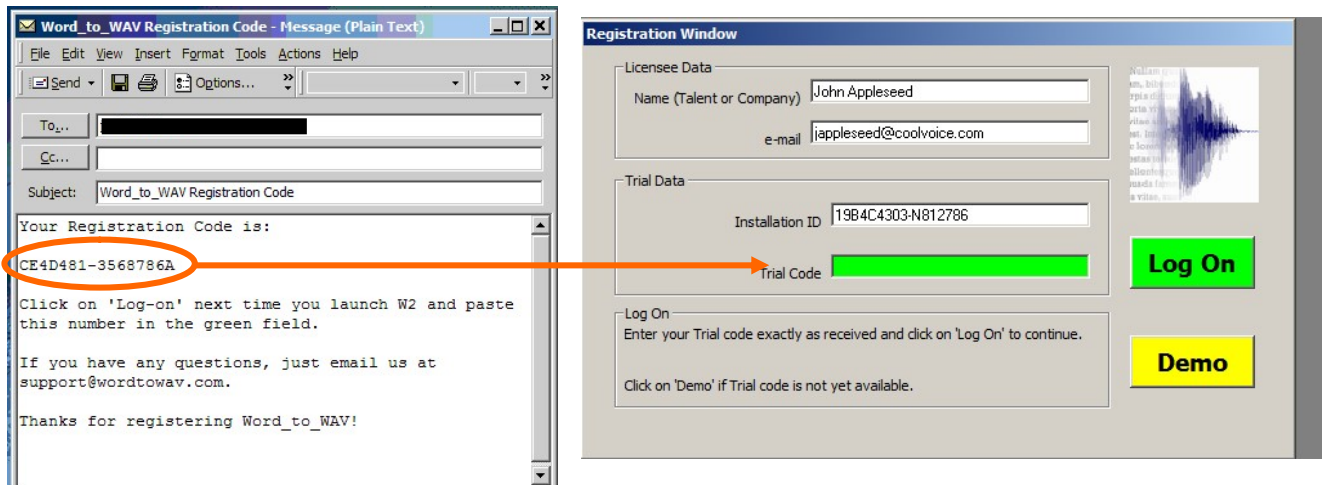 Word_to_WAV Registration Code - Message (Plain Text)
File Edit View Insert Format Tools Actions Help
Send Options...
To...
Cc...
Subject: Word_to_WAV Registration Code
Your Registration Code is:
CE4D481-3568786A
Click on 'Log-on' next time you launch W2 and paste
this number in the green field.
If you have any questions, just email us at
support@wordtowav.com.
Thanks for registering Word_to_WAV!
Registration Window
Licensee Data
Name (Talent or Company) John Appleseed
e-mail jappleseed@coolvoice.com
Trial Data
Installation ID 19B4C4303-N812786
Trial Code
Log On
Log On
Enter your Trial code exactly as received and click on 'Log On' to continue.
Click on 'Demo' if Trial code is not yet available.
Demo